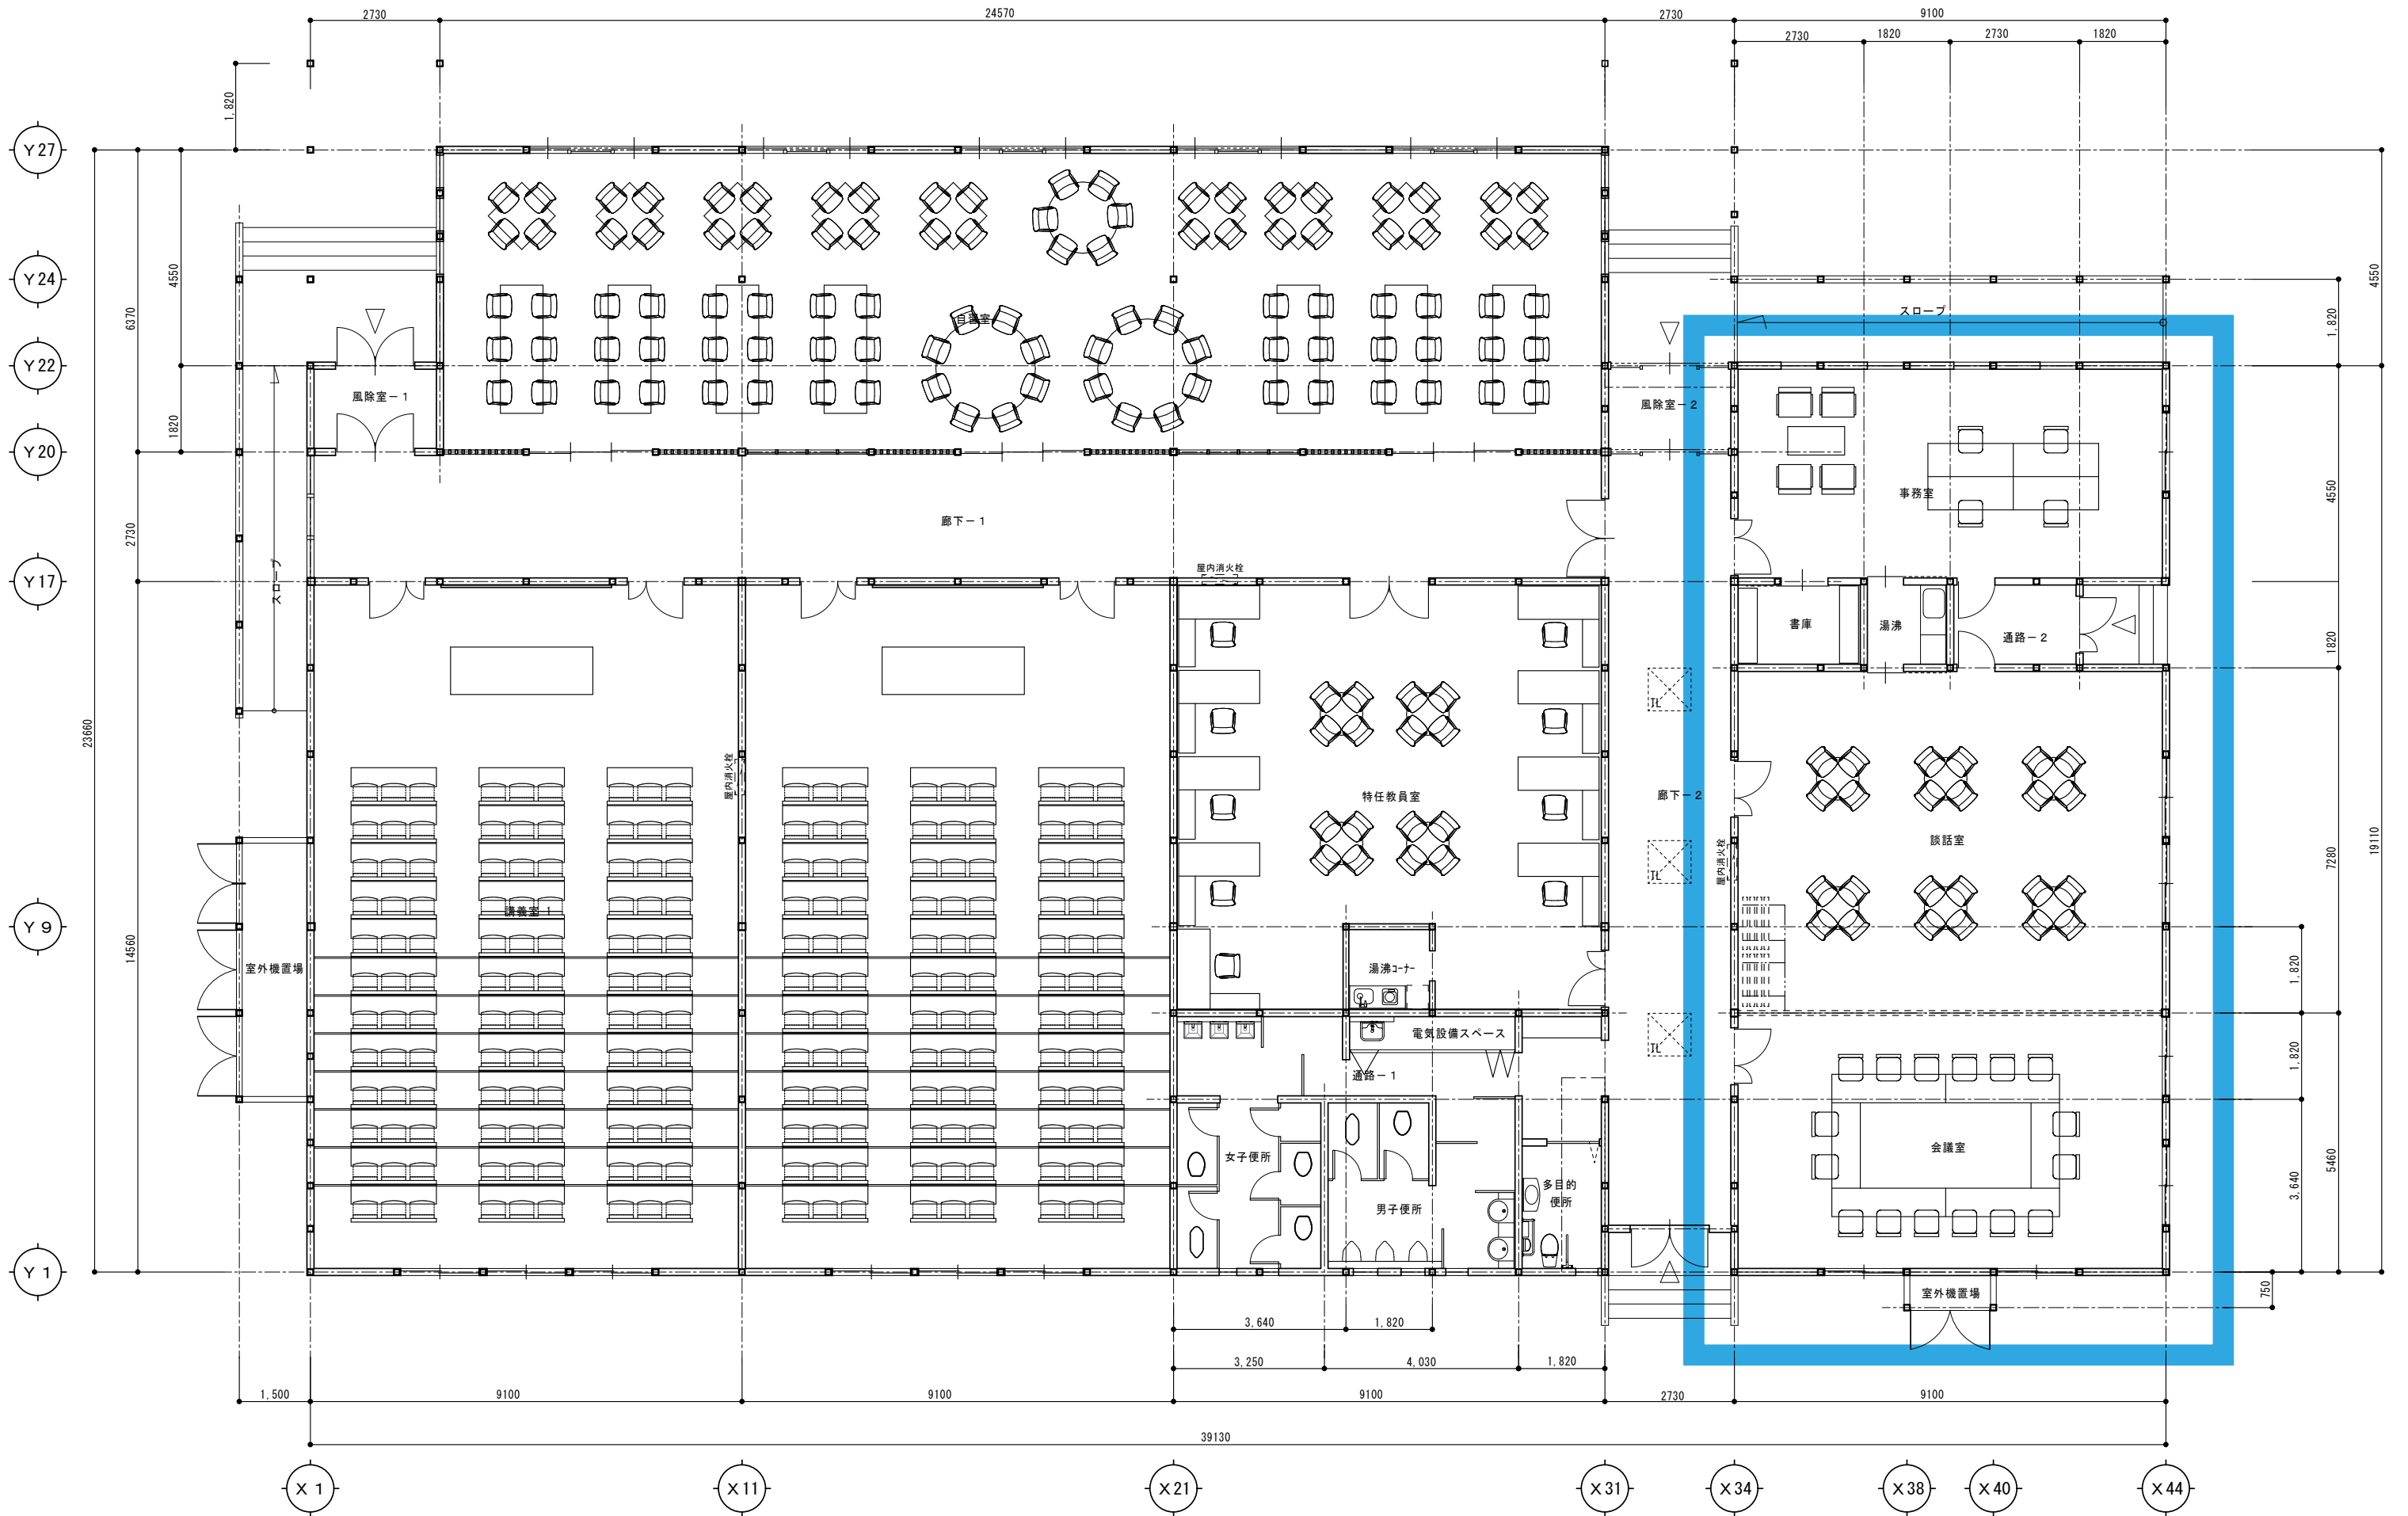 2730
24570
2730
9100
2730
1820
2730
1820
1,820
Y27
Y24
Y22
Y20
Y17
Y 9
Y 1
23660
6370
2730
14560
4550
1820
スロープ
風除室－1
自習室
風除室－2
スロープ
事務室
廊下－1
屋内消火栓
書庫
湯沸
通路－2
屋内消火栓
特任教員室
廊下－2
TL
TL
TL
談話室
屋内消火栓
講義室 1
室外機置場
湯沸コーナー
電気設備スペース
通路－1
女子便所
男子便所
多目的
便所
会議室
室外機置場
4550
1,820
4550
1820
7280
19110
1,820
1,820
5460
3,640
750
3,640
1,820
3,250
4,030
1,820
1,500
9100
9100
9100
2730
9100
39130
X 1
X11
X21
X31
X34
X38
X40
X44